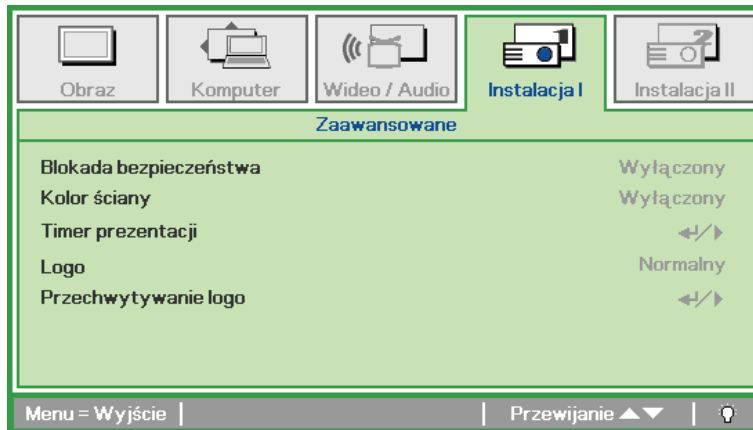 Obraz
Komputer
Wideo / Audio
Instalacja I
Instalacja II
Zaawansowane
Blokada bezpieczeństwa Wyłączony
Kolor ściany Wyłączony
Timer prezentacji
Logo Normalny
Przechwytywanie logo
Menu = Wyjście | | Przewijanie ▲▼ |